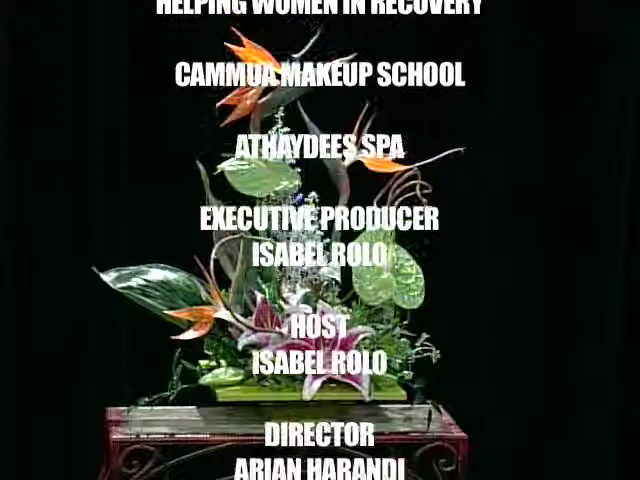 HELPING WOMEN IN RECOVERY
CAMMUA MAKEUP SCHOOL
ATHAYDEES SPA
EXECUTIVE PRODUCER
ISABEL ROLO
HOST
ISABEL ROLO
DIRECTOR
ARIAN HARANDI